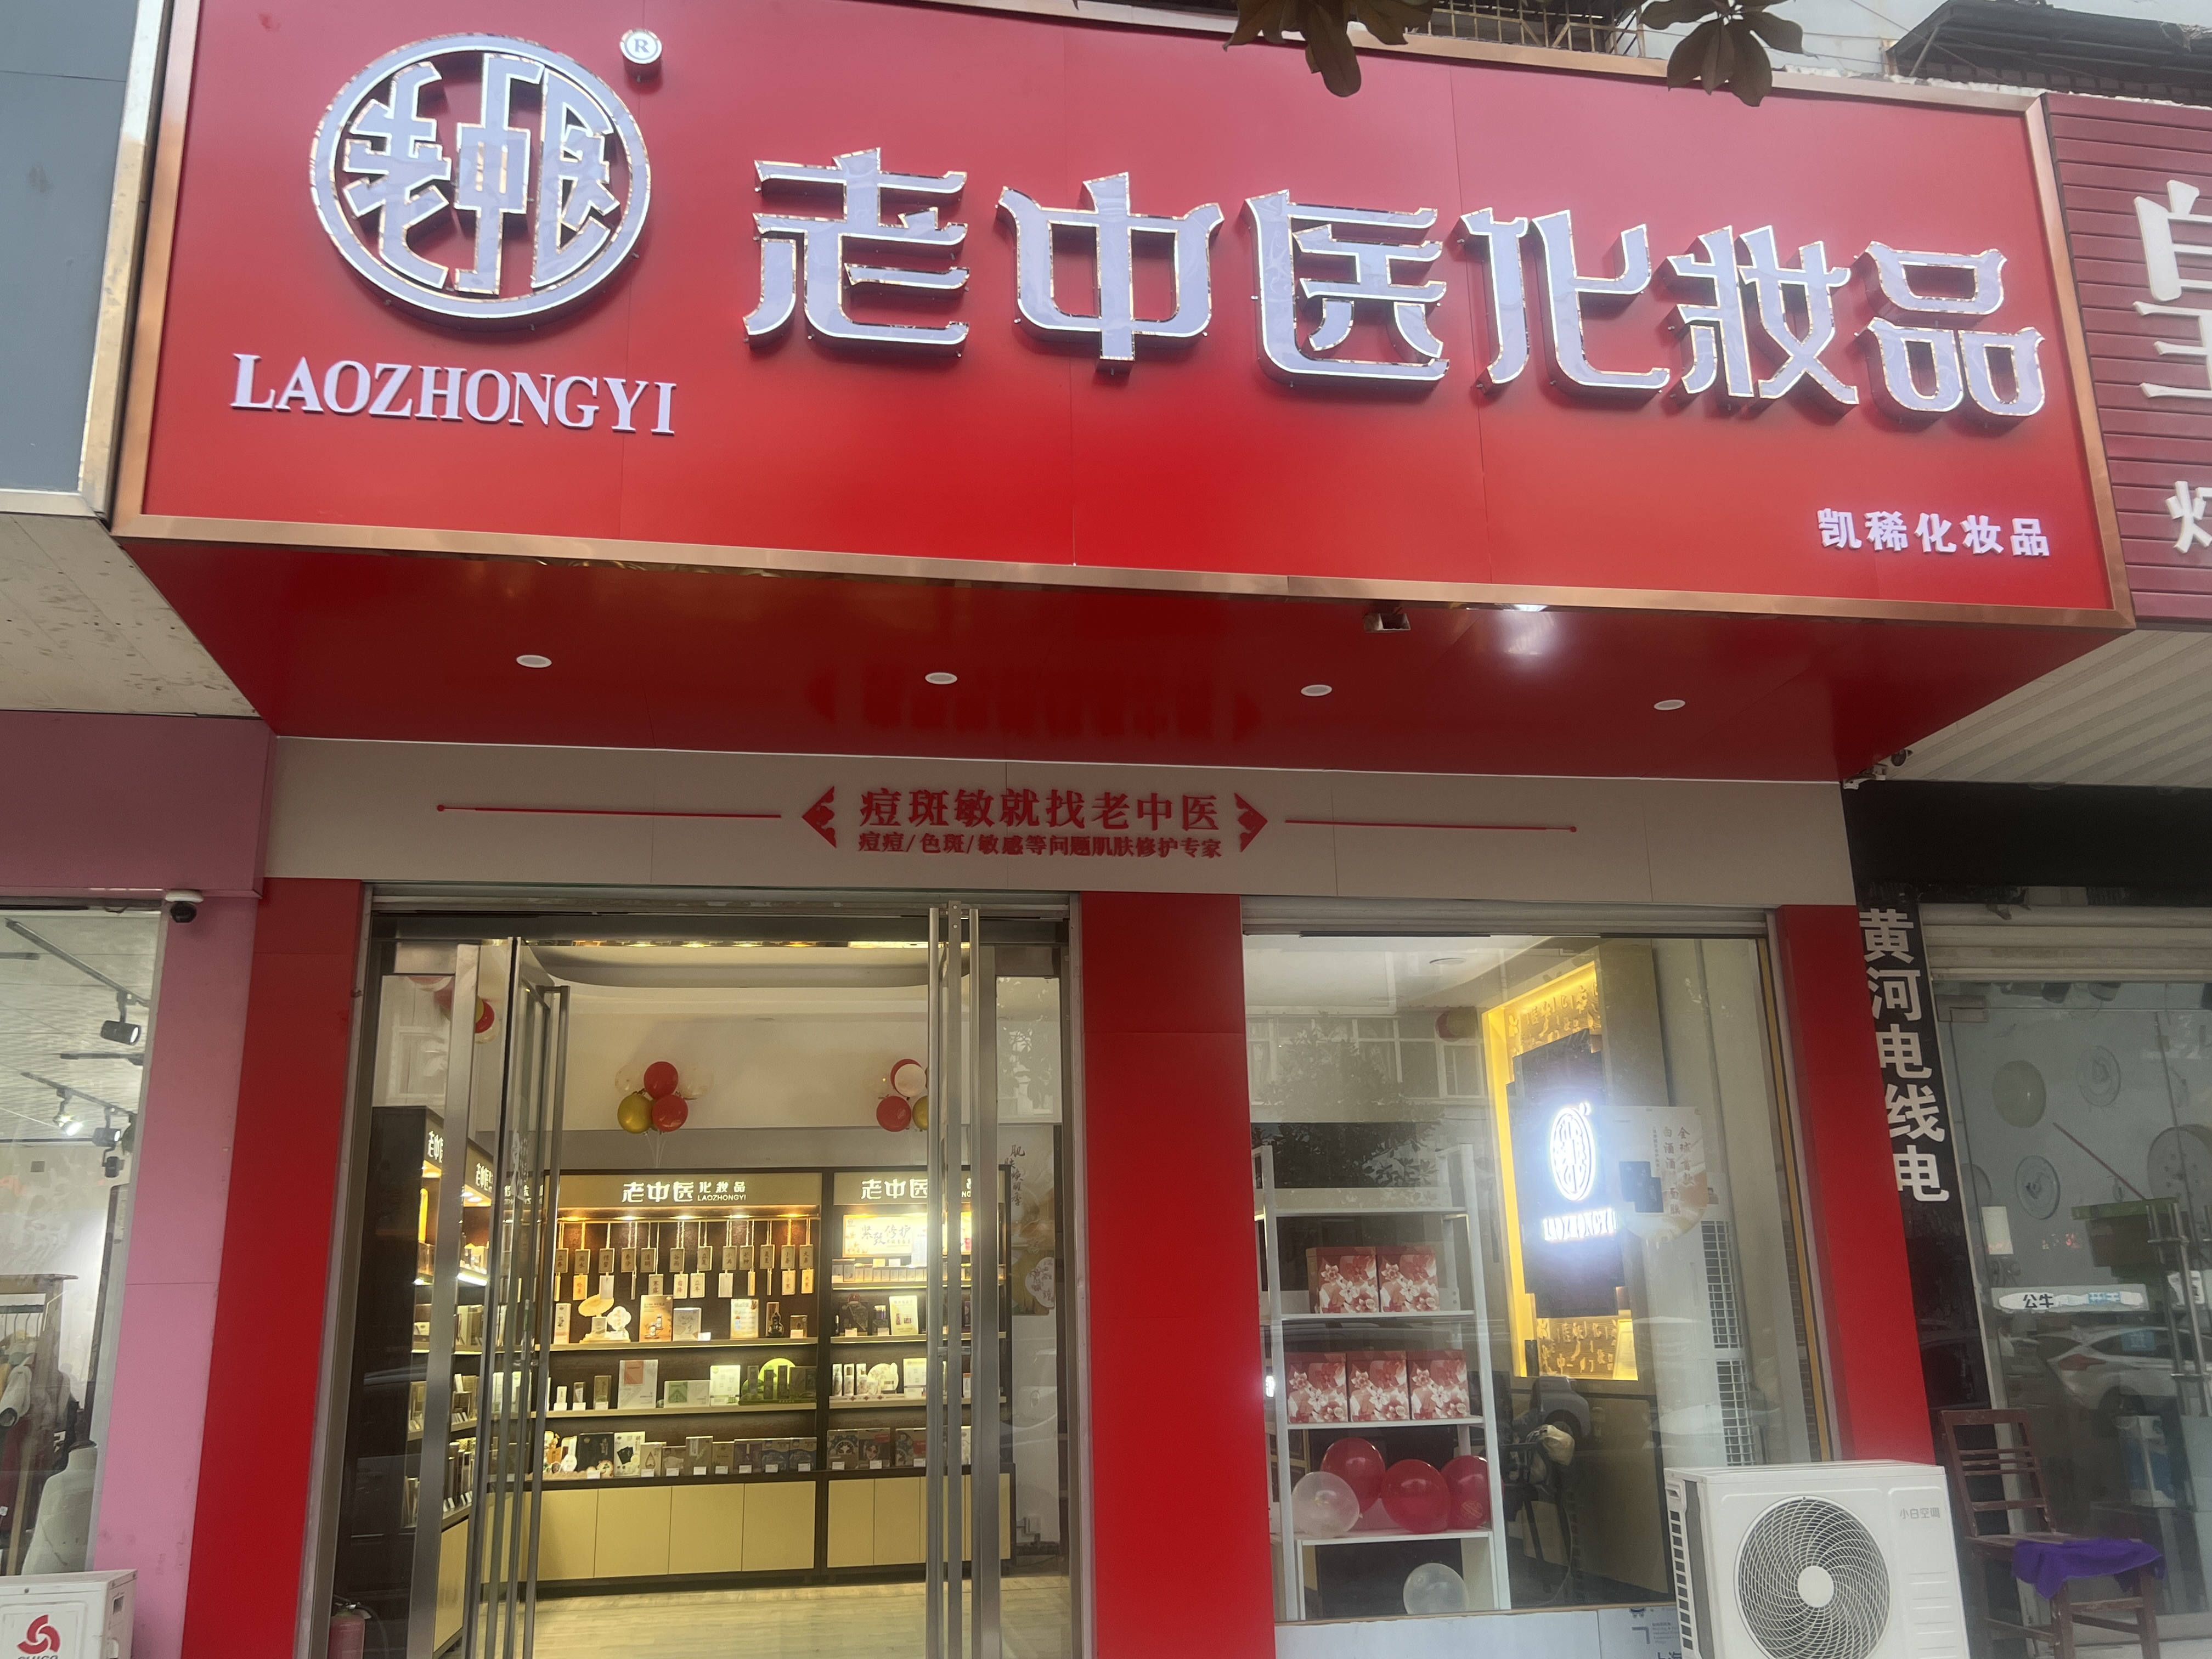 老中医
®
老中医化妆品
LAOZHONGYI
凯稀化妆品
痘斑敏就找老中医
痘痘/色斑/敏感等问题肌肤修护专家
黄河电线电
老中医化妆品
LAOZHONGYI
老中医
LAOZHONGYI
公牛
小白空调